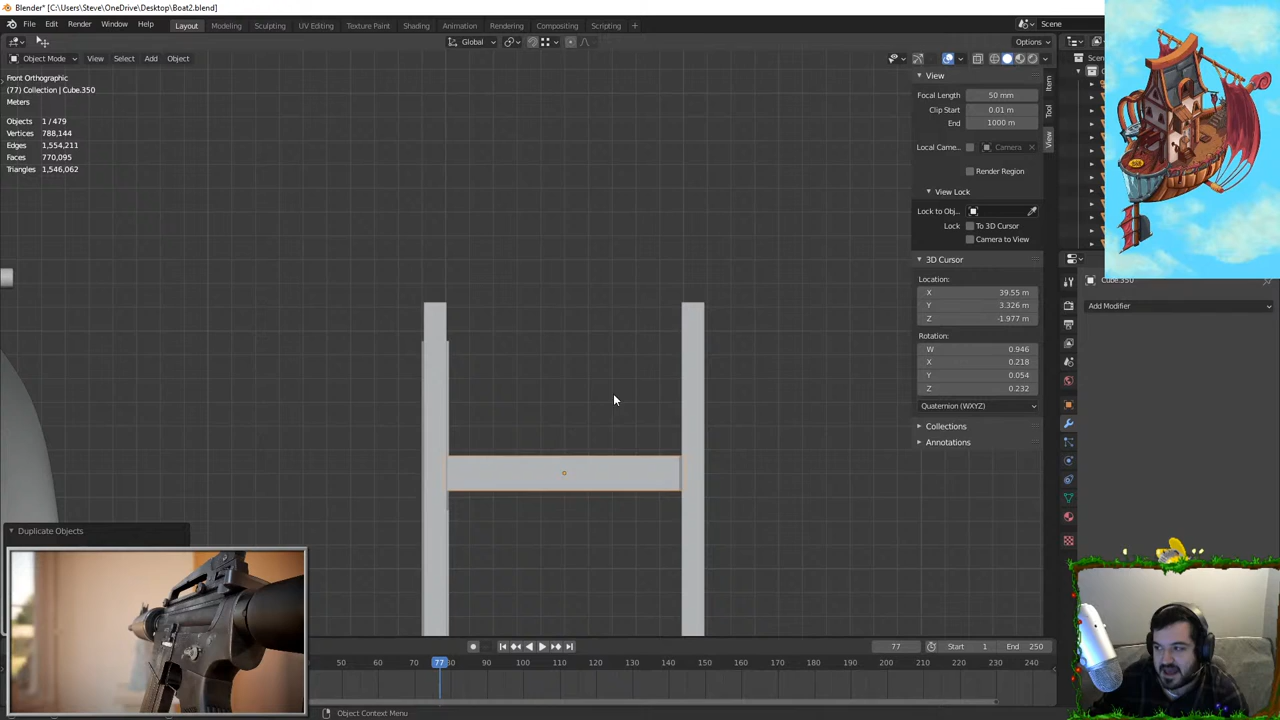 Blender* [C:\Users\Steve\OneDrive\Desktop\Boat2.blend]
File Edit Render Window Help Layout Modeling Sculpting UV Editing Texture Paint Shading Animation Compositing Scripting Scene
Global Options
Object Mode View Select Add Object
Front Orthographic
(77) Collection | Cube.350
Meters
Objects 1 / 479
Vertices 788,144
Edges 1,554,211
Faces 770,095
Triangles 1,546,062
View
Focal Length 50 mm
Clip Start 0.01 m
End 1000 m
Local Came... Camera
Render Region
View Lock
Lock to Obj...
Lock To 3D Cursor
Camera to View
3D Cursor
Location:
X 39.55 m
Y 3.326 m
Z -1.977 m
Rotation:
W 0.946
X 0.218
Y 0.054
Z 0.232
Quaternion (WXYZ)
Collections
Annotations
Item
Tool
View
Scen
Cube.350
Add Modifier
Duplicate Objects
50 60 70 77 80 90 100 110 120 130 140 150 160 170 180 190 200 210 220 230 240
77 Start 1 End 250
Object Context Menu